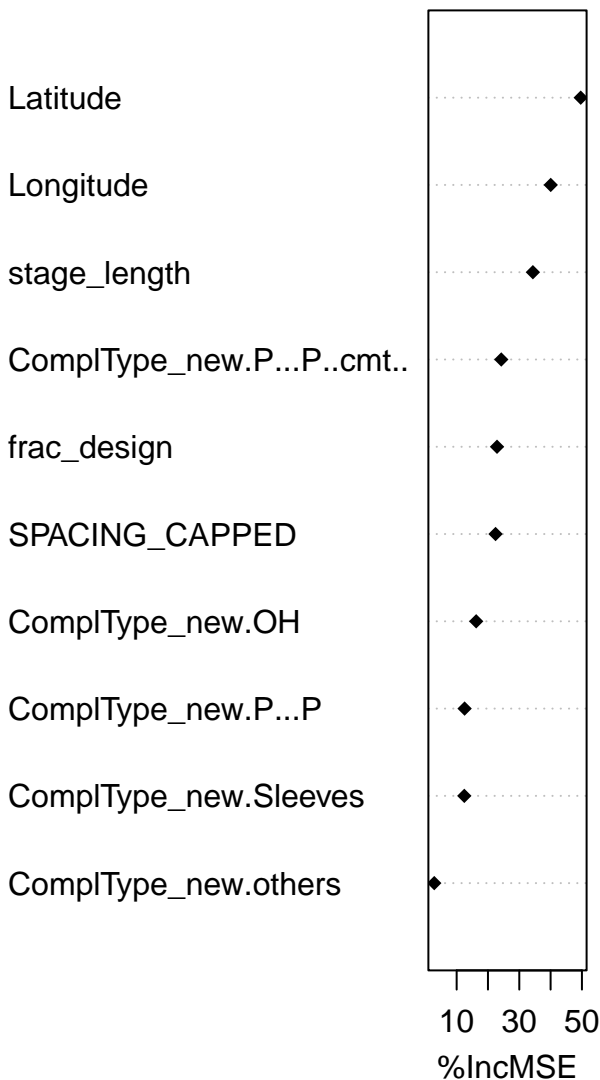 Latitude
Longitude
stage_length
ComplType_new.P...P..cmt..
frac_design
SPACING_CAPPED
ComplType_new.OH
ComplType_new.P...P
ComplType_new.Sleeves
ComplType_new.others
10 30 50
%IncMSE